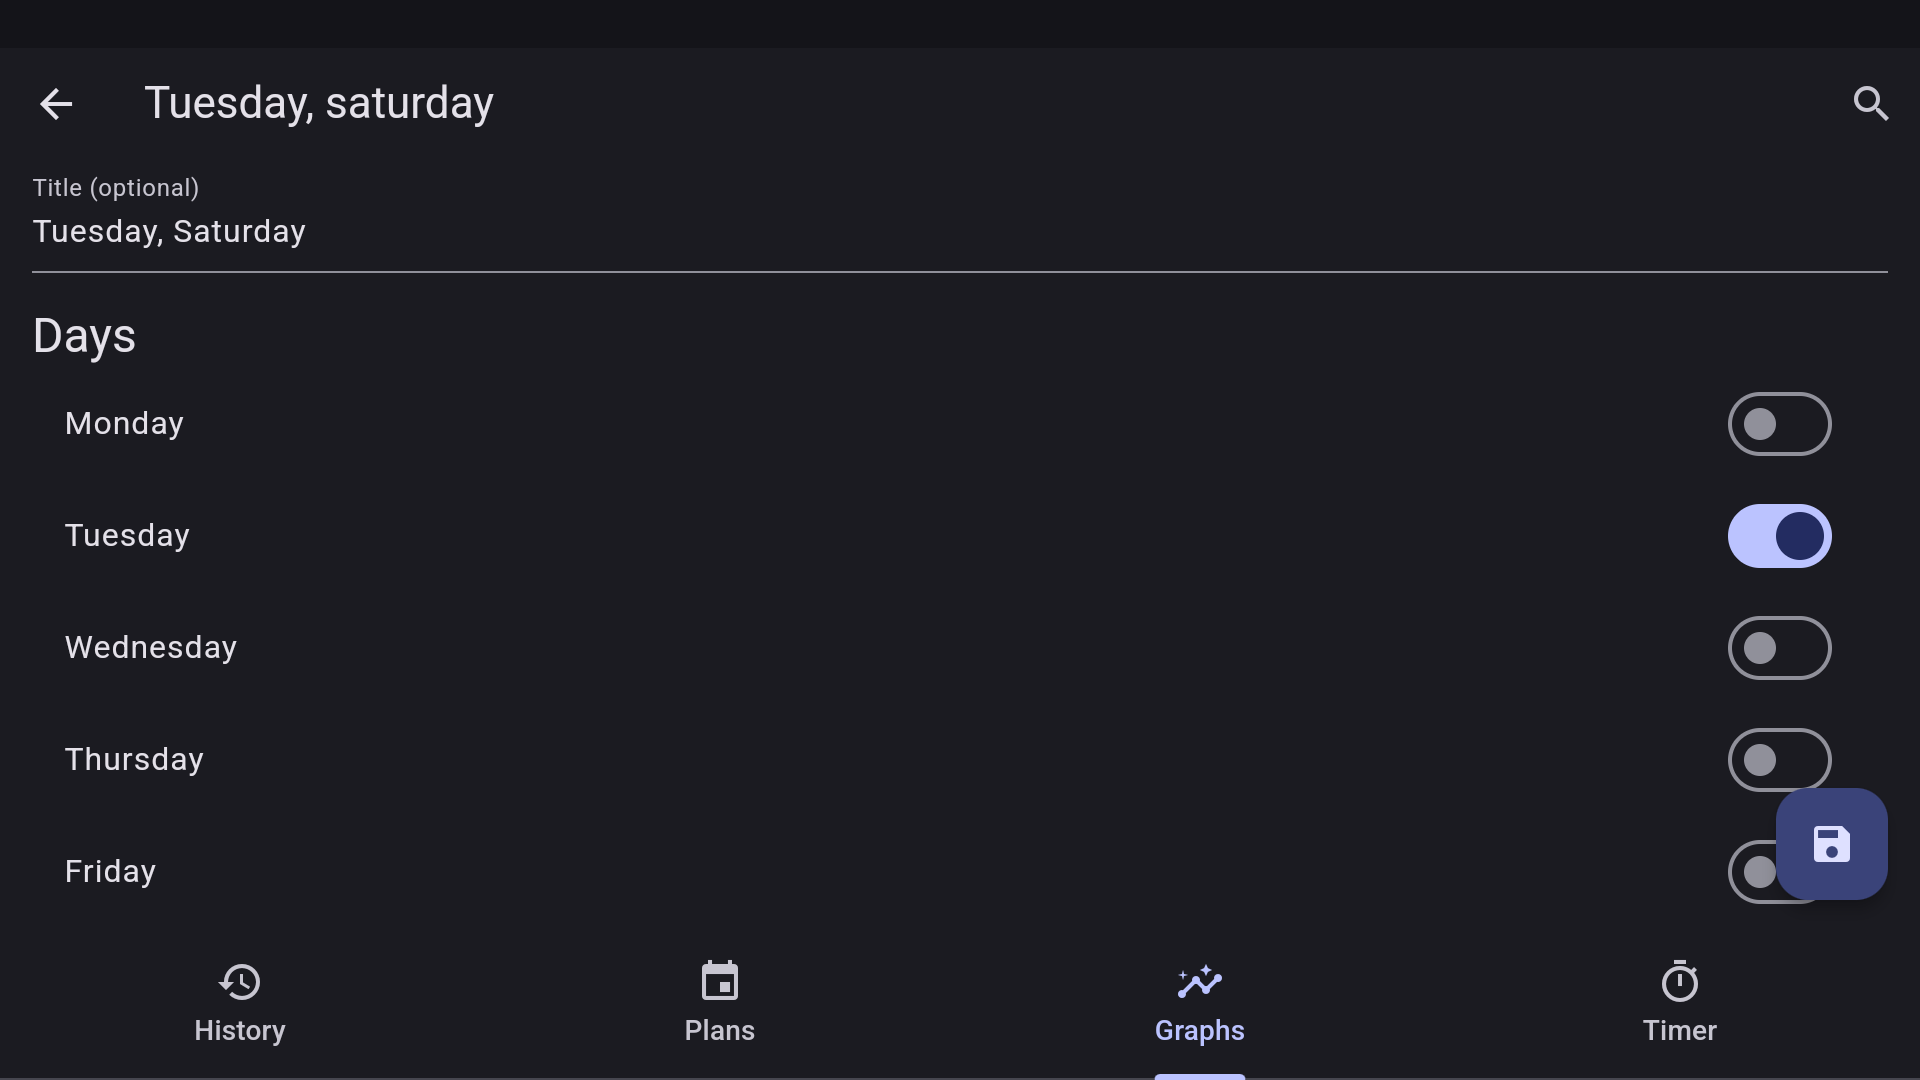 Tuesday, saturday
Title (optional)
Tuesday, Saturday
Days
Monday
Tuesday
Wednesday
Thursday
Friday
History
Plans
Graphs
Timer